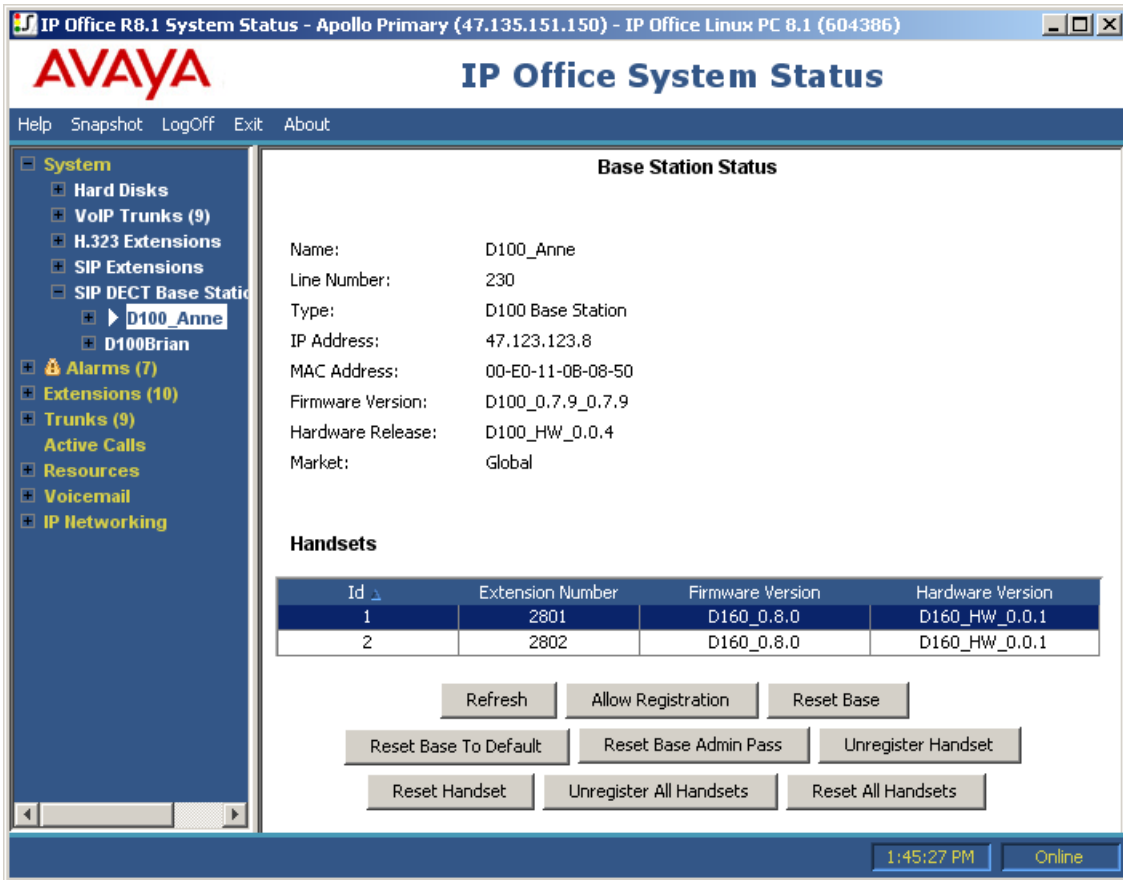 IP Office R8.1 System Status - Apollo Primary (47.135.151.150) - IP Office Linux PC 8.1 (604386)
AVAYA
IP Office System Status
Help Snapshot LogOff Exit About
System
Hard Disks
VoIP Trunks (9)
H.323 Extensions
SIP Extensions
SIP DECT Base Static
D100_Anne
D100Brian
Alarms (7)
Extensions (10)
Trunks (9)
Active Calls
Resources
Voicemail
IP Networking
Base Station Status
Name: D100_Anne
Line Number: 230
Type: D100 Base Station
IP Address: 47.123.123.8
MAC Address: 00-E0-11-0B-08-50
Firmware Version: D100_0.7.9_0.7.9
Hardware Release: D100_HW_0.0.4
Market: Global
Handsets
Id Extension Number Firmware Version Hardware Version
1 2801 D160_0.8.0 D160_HW_0.0.1
2 2802 D160_0.8.0 D160_HW_0.0.1
Refresh Allow Registration Reset Base
Reset Base To Default Reset Base Admin Pass Unregister Handset
Reset Handset Unregister All Handsets Reset All Handsets
1:45:27 PM Online